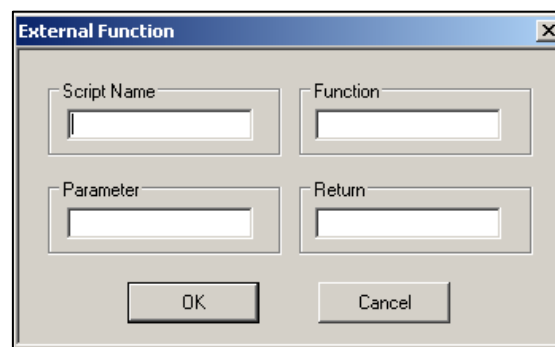 External Function
Script Name
Function
Parameter
Return
OK
Cancel